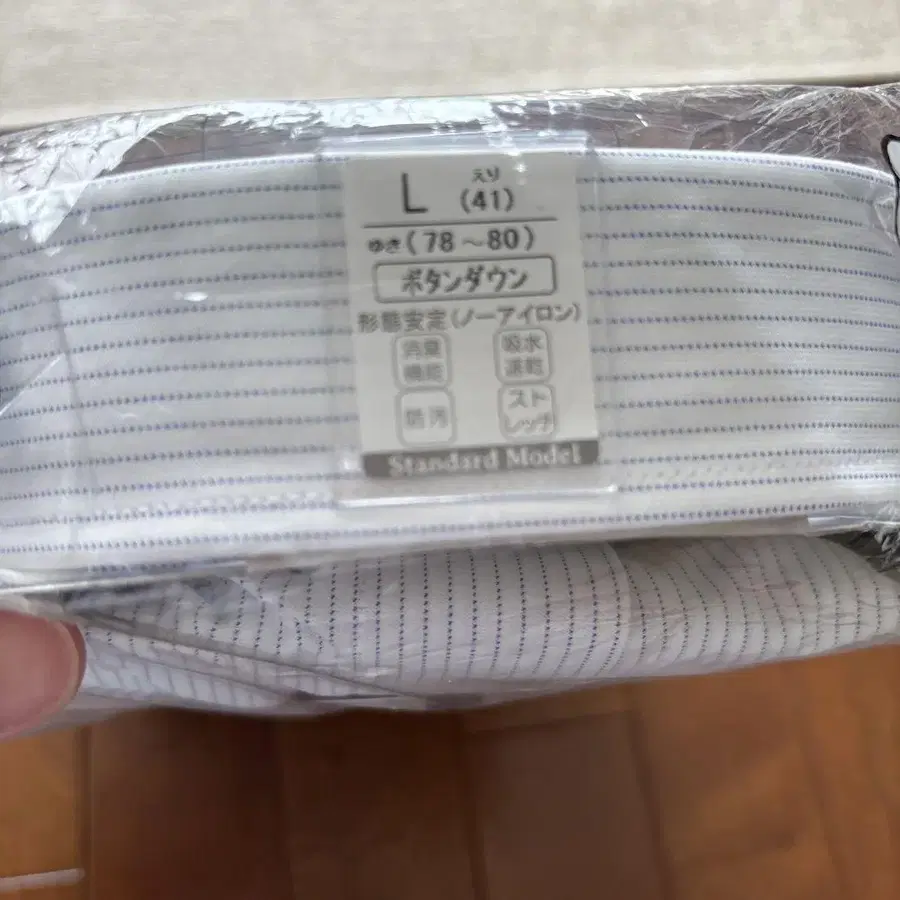 L えり(41)
ゆき(78～80)
ボタンダウン
形態安定(ノーアイロン)
消臭機能
吸水速乾
防汚
ストレッチ
Standard Model